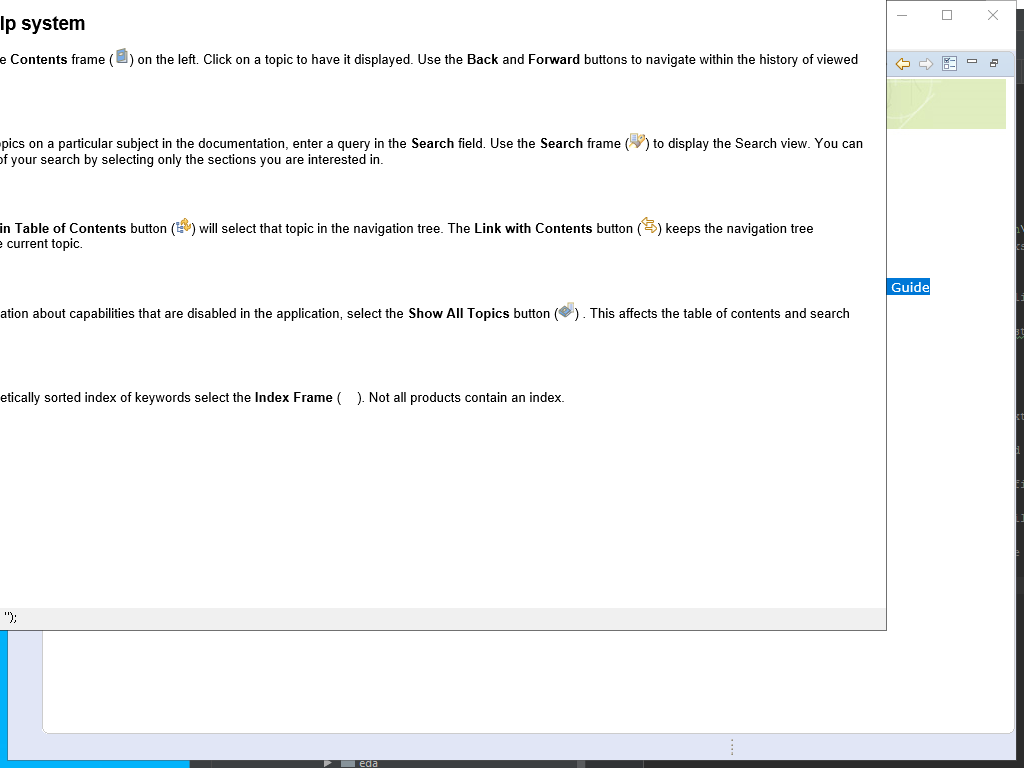 lp system
e Contents frame ( ) on the left. Click on a topic to have it displayed. Use the Back and Forward buttons to navigate within the history of viewed
pics on a particular subject in the documentation, enter a query in the Search field. Use the Search frame ( ) to display the Search view. You can
of your search by selecting only the sections you are interested in.
in Table of Contents button ( ) will select that topic in the navigation tree. The Link with Contents button ( ) keeps the navigation tree
e current topic.
Guide
ation about capabilities that are disabled in the application, select the Show All Topics button ( ) . This affects the table of contents and search
etically sorted index of keywords select the Index Frame ( ). Not all products contain an index.
");
eda